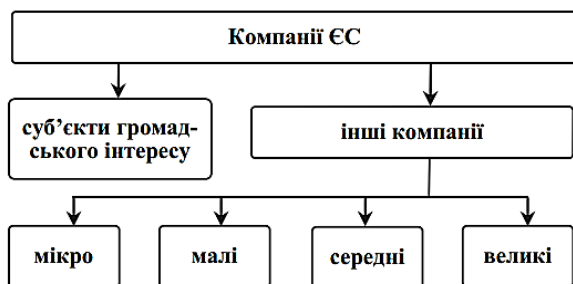 Компанії ЄС
суб’єкти громад-
ського інтересу
інші компанії
мікро
малі
середні
великі